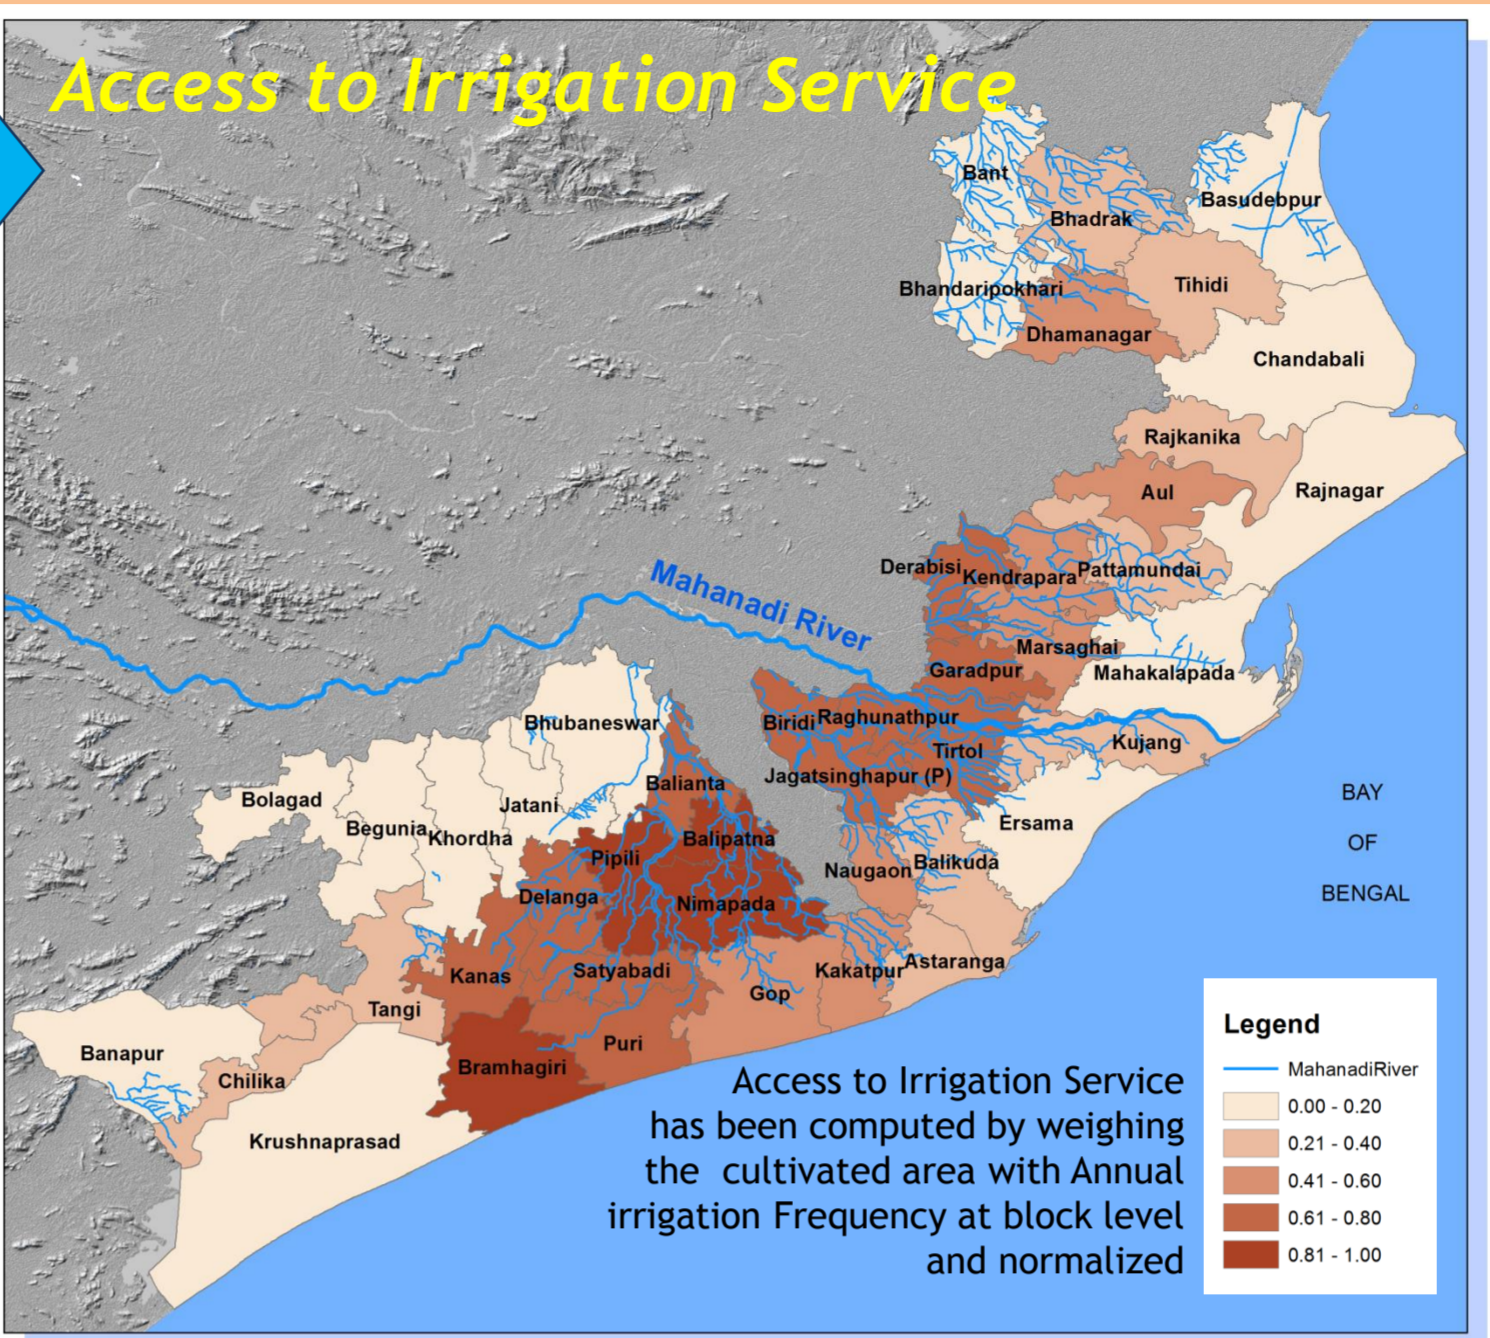 Access to Irrigation Service
Bant
Basudebpur
Bhadrak
Bhandaripokhari
Tihidi
Dhamanagar
Chandabali
Rajkanika
Aul
Rajnagar
Derabisi
Kendrapara
Pattamundai
Mahanadi River
Marsaghai
Garadpur
Mahakalapada
Bhubaneswar
Biridi
Raghunathpur
Tirtol
Kujang
Jagatsinghapur (P)
Balianta
Bolagad
Jatani
Begunia
Khordha
Ersama
Balipatna
Pipili
Naugaon
Balikuda
Delanga
Nimapada
BAY
OF
BENGAL
Kanas
Satyabadi
Kakatpur
Astaranga
Gop
Tangi
Puri
Banapur
Chilika
Bramhagiri
Krushnaprasad
Access to Irrigation Service
has been computed by weighing
the cultivated area with Annual
irrigation Frequency at block level
and normalized
Legend
MahanadiRiver
0.00 - 0.20
0.21 - 0.40
0.41 - 0.60
0.61 - 0.80
0.81 - 1.00